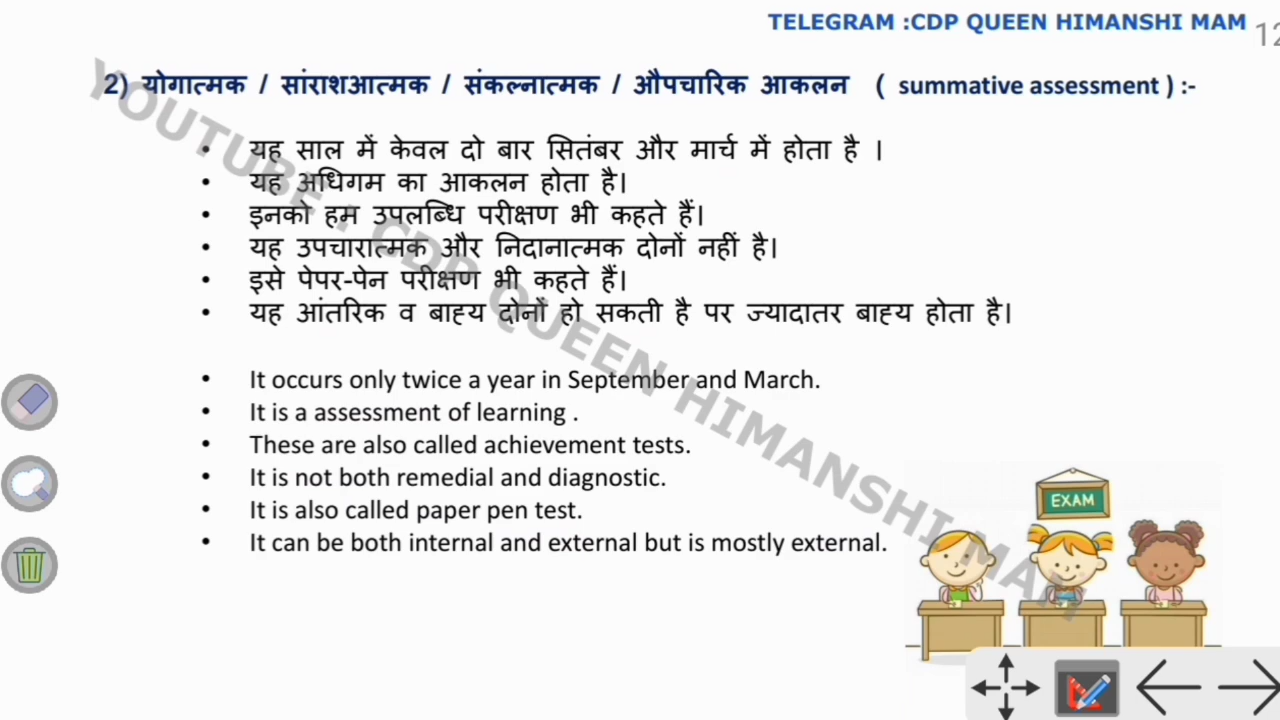 TELEGRAM :CDP QUEEN HIMANSHI MAM
12
2) योगात्मक / सांराशआत्मक / संकल्नात्मक / औपचारिक आकलन ( summative assessment ) :-
• यह साल में केवल दो बार सितंबर और मार्च में होता है ।
• यह अधिगम का आकलन होता है।
• इनको हम उपलब्धि परीक्षण भी कहते हैं।
• यह उपचारात्मक और निदानात्मक दोनों नहीं है।
• इसे पेपर-पेन परीक्षण भी कहते हैं।
• यह आंतरिक व बाह्य दोनों हो सकती है पर ज्यादातर बाह्य होता है।
• It occurs only twice a year in September and March.
• It is a assessment of learning .
• These are also called achievement tests.
• It is not both remedial and diagnostic.
• It is also called paper pen test.
• It can be both internal and external but is mostly external.
EXAM
YOUTUBE : CDP QUEEN HIMANSHI MAM